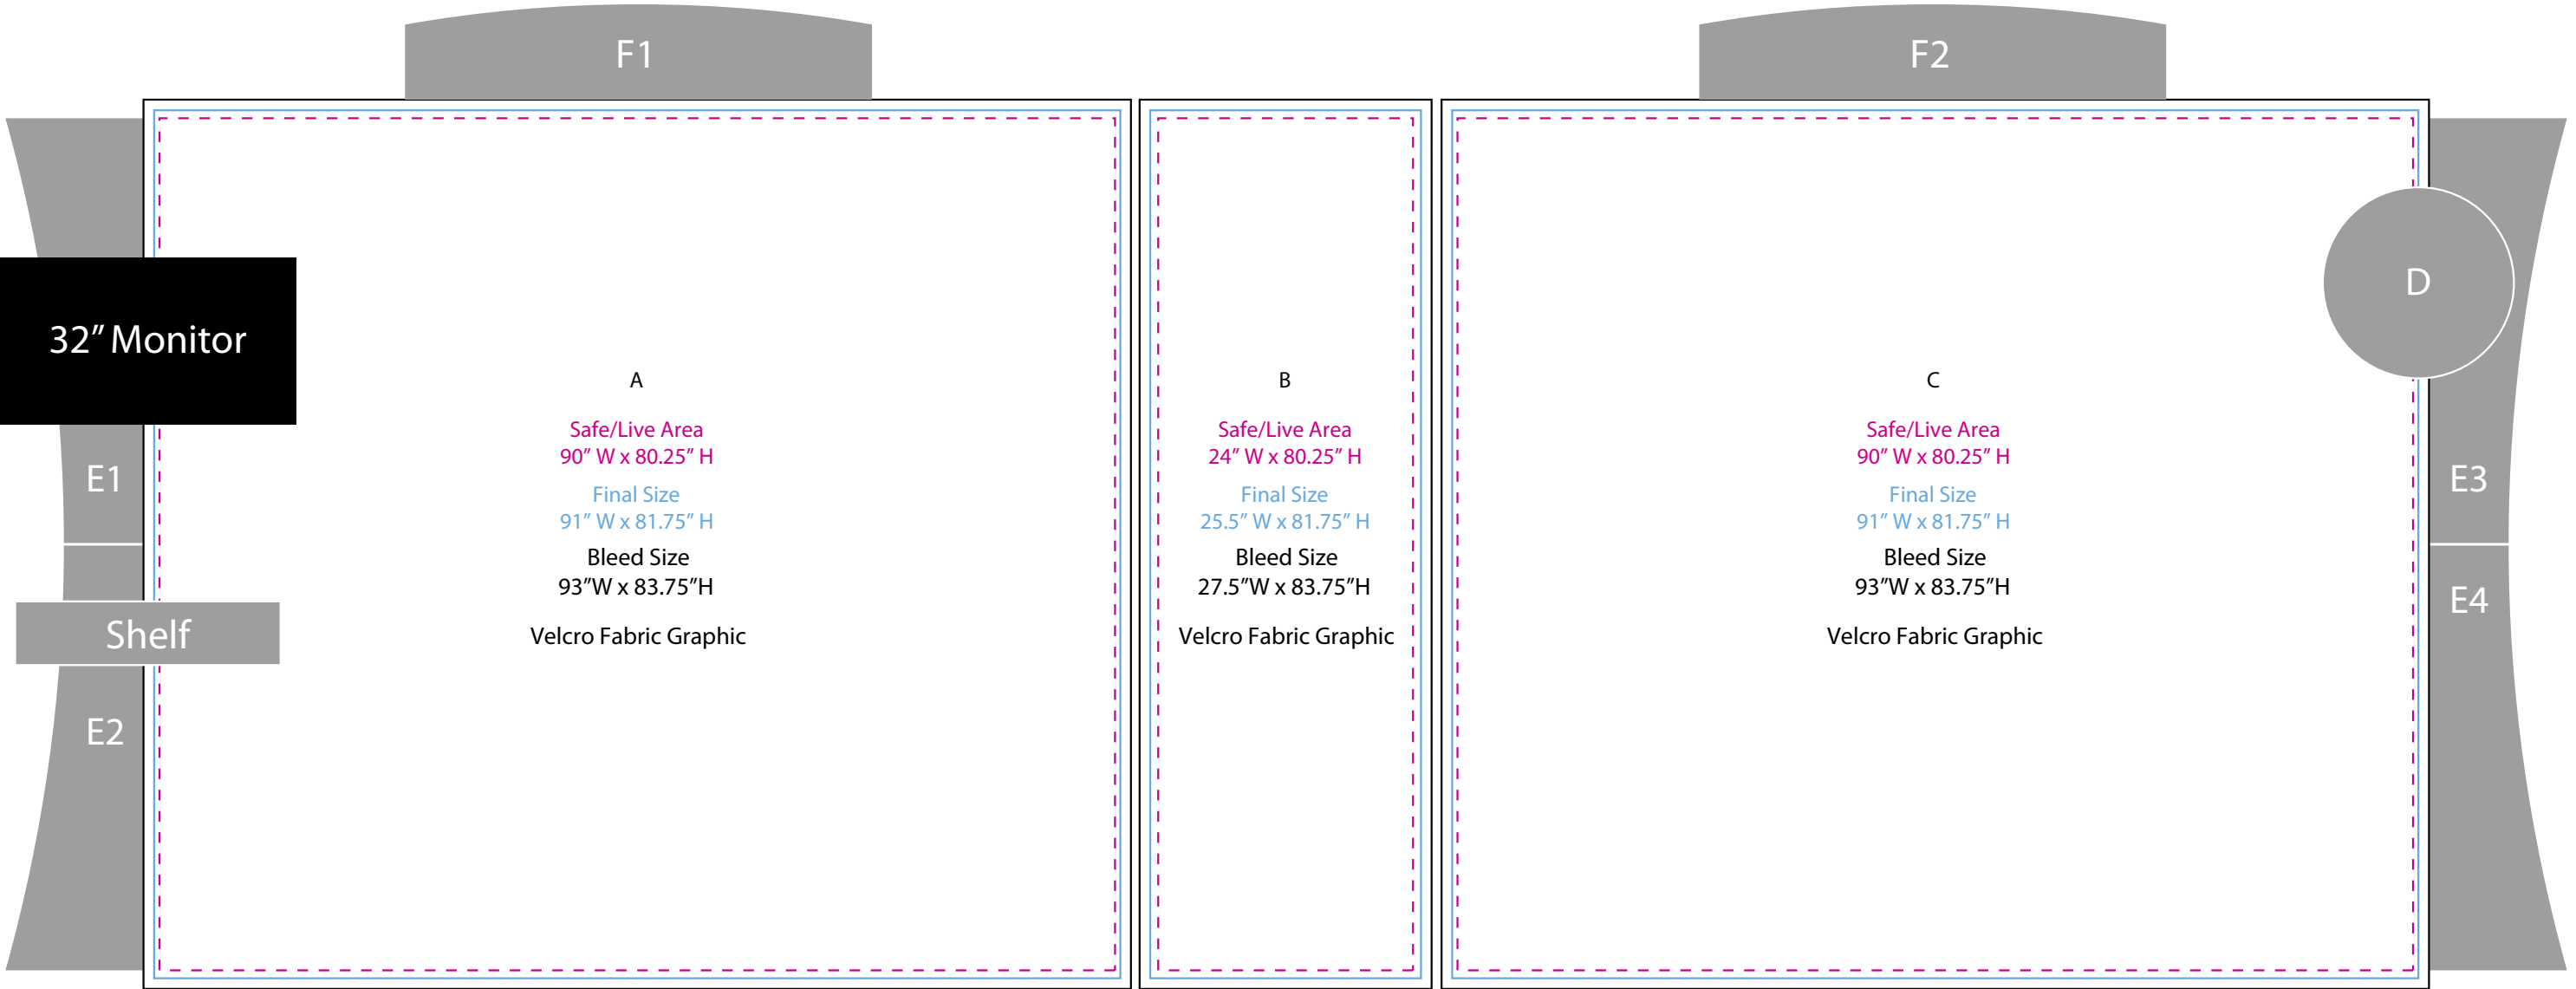 F1
F2
32” Monitor
E1
Shelf
E2
A
Safe/Live Area
90” W x 80.25” H
Final Size
91” W x 81.75” H
Bleed Size
93”W x 83.75”H
Velcro Fabric Graphic
B
Safe/Live Area
24” W x 80.25” H
Final Size
25.5” W x 81.75” H
Bleed Size
27.5”W x 83.75”H
Velcro Fabric Graphic
C
Safe/Live Area
90” W x 80.25” H
Final Size
91” W x 81.75” H
Bleed Size
93”W x 83.75”H
Velcro Fabric Graphic
D
E3
E4